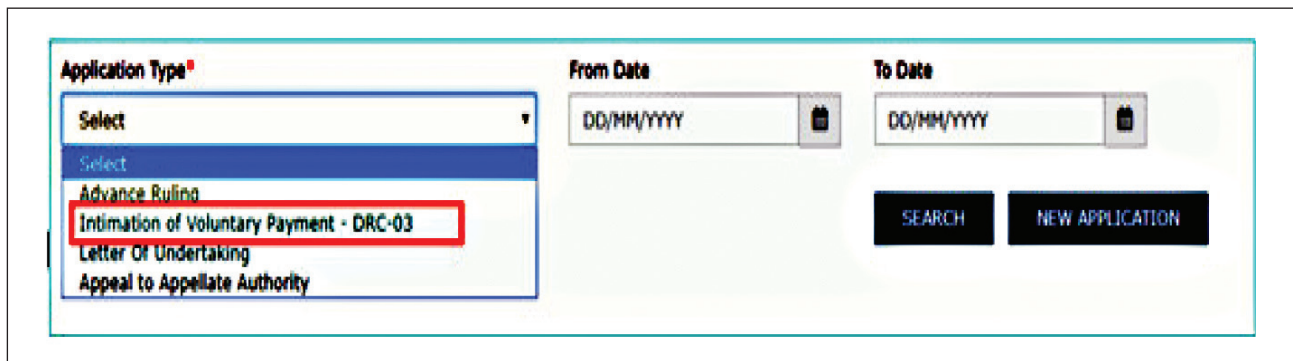 Application Type*
From Date
To Date
Select
DD/MM/YYYY
DD/MM/YYYY
Select
Advance Ruling
Intimation of Voluntary Payment - DRC-03
Letter Of Undertaking
Appeal to Appellate Authority
SEARCH
NEW APPLICATION